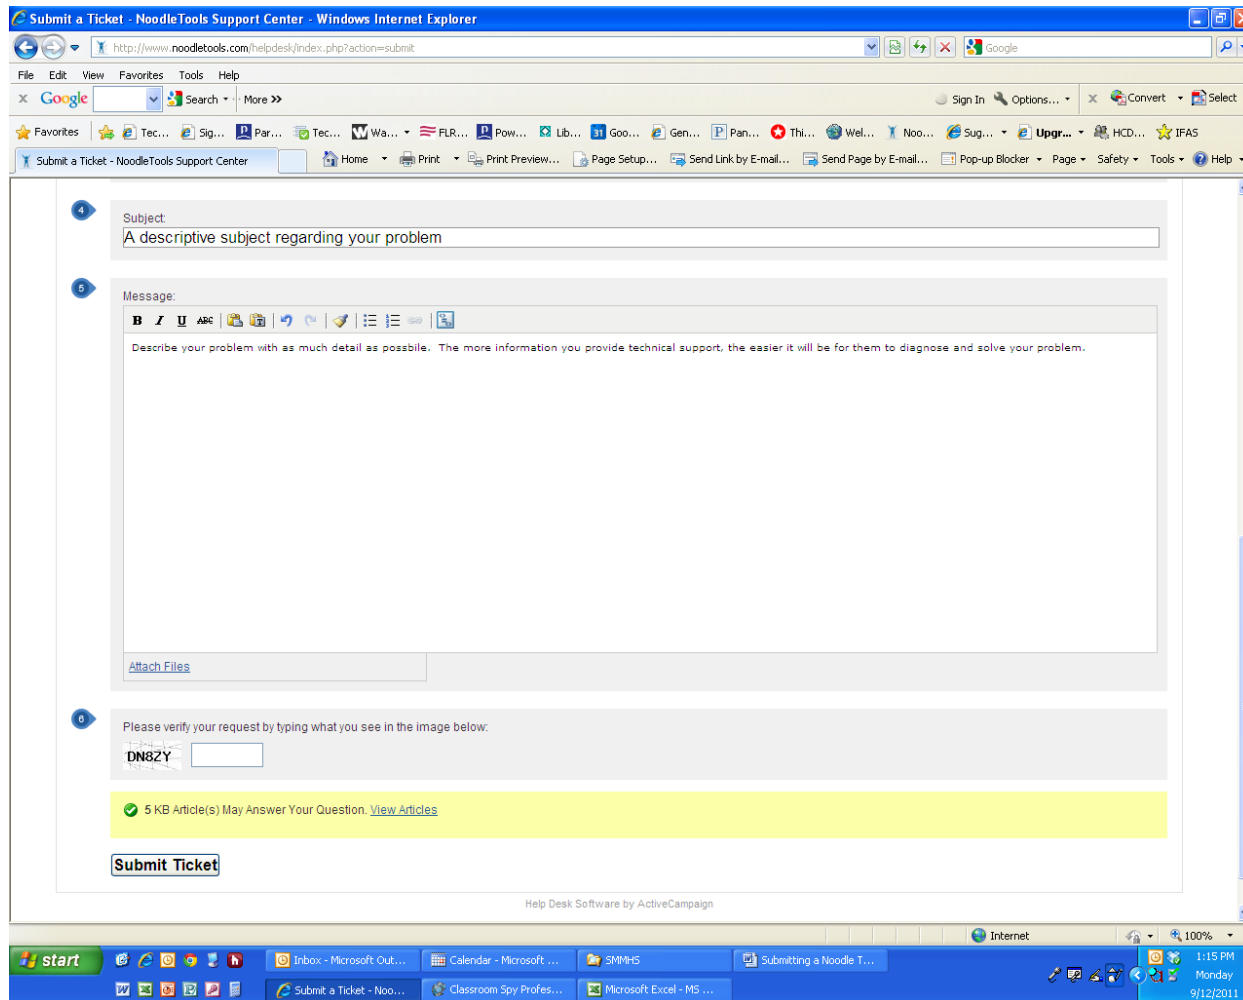 Submit a Ticket - NoodleTools Support Center - Windows Internet Explorer
http://www.noodletools.com/helpdesk/index.php?action=submit
Google
File Edit View Favorites Tools Help
x Google Search More >> Sign In Options... x Convert Select
Favorites Tec... Sig... Par... Tec... Wa... FLR... Pow... Lib... Goo... Gen... Pan... Thi... Wel... Noo... Sug... Upgr... HCD... IFAS
Submit a Ticket - NoodleTools Support Center Home Print Print Preview... Page Setup... Send Link by E-mail... Send Page by E-mail... Pop-up Blocker Page Safety Tools Help
4 Subject:
A descriptive subject regarding your problem
5 Message:
B I U ABC
Describe your problem with as much detail as possbile. The more information you provide technical support, the easier it will be for them to diagnose and solve your problem.
Attach Files
6 Please verify your request by typing what you see in the image below:
DN8ZY
5 KB Article(s) May Answer Your Question. View Articles
Submit Ticket
Help Desk Software by ActiveCampaign
Internet 100%
start Inbox - Microsoft Out... Calendar - Microsoft ... SMMHS Submitting a Noodle T... 1:15 PM
Monday
Submit a Ticket - Noo... Classroom Spy Profes... Microsoft Excel - MS ... 9/12/2011